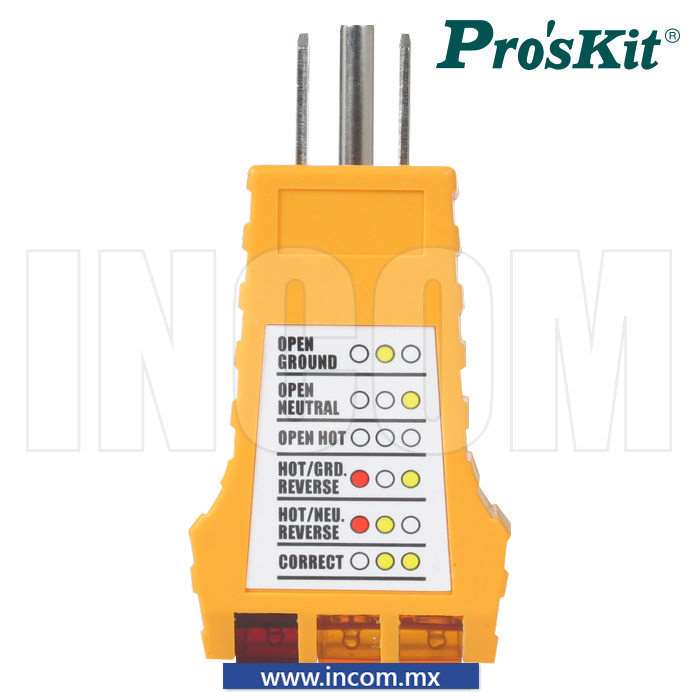 Pro'sKit®
INCOM
OPEN
GROUND
OPEN
NEUTRAL
OPEN HOT
HOT/GRD.
REVERSE
HOT/NEU.
REVERSE
CORRECT
www.incom.mx